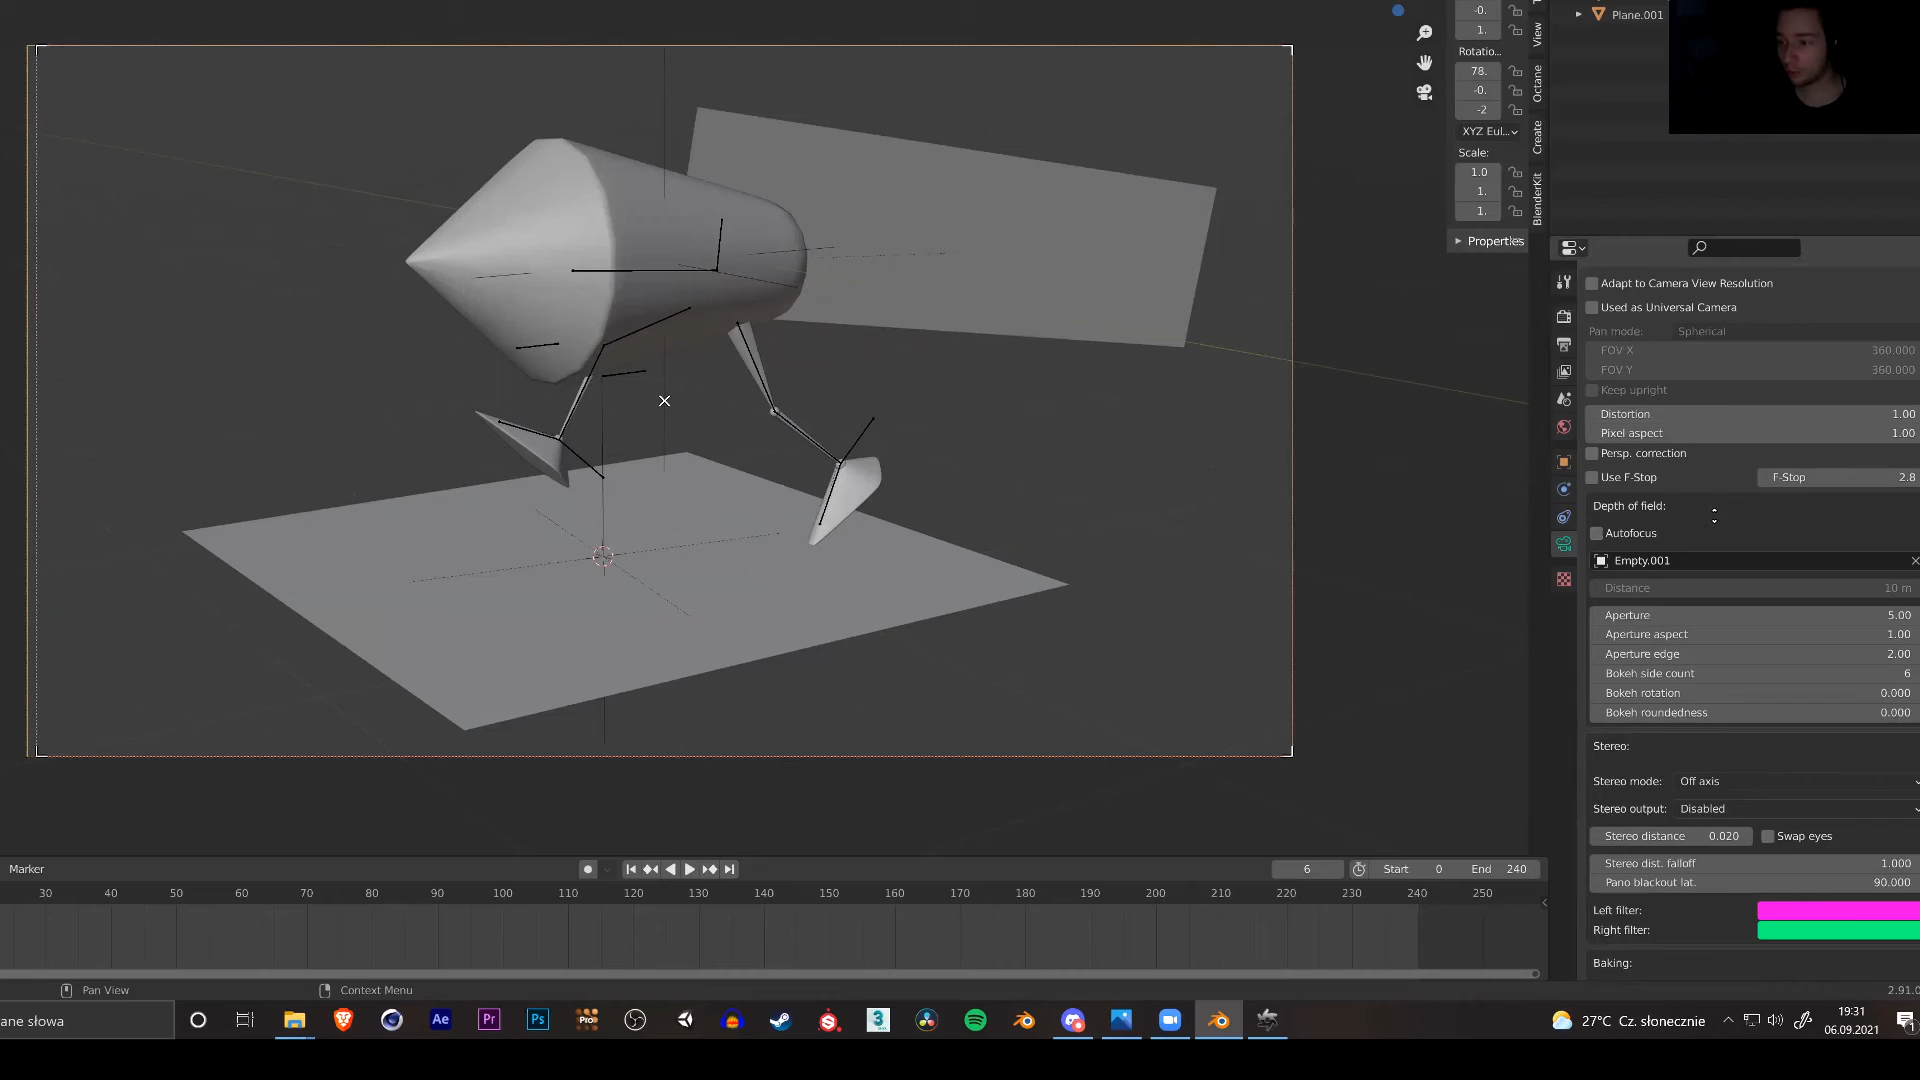 Plane.001
-0.
1.
View
Rotatio...
78.
-0.
-2
Octane
XYZ Eul...
Create
Scale:
1.0
1.
1.
BlenderKit
Properties
Adapt to Camera View Resolution
Used as Universal Camera
Pan mode: Spherical
FOV X 360.000
FOV Y 360.000
Keep upright
Distortion 1.00
Pixel aspect 1.00
Persp. correction
Use F-Stop F-Stop 2.8
Depth of field:
Autofocus
Empty.001
Distance 10 m
Aperture 5.00
Aperture aspect 1.00
Aperture edge 2.00
Bokeh side count 6
Bokeh rotation 0.000
Bokeh roundedness 0.000
Stereo:
Stereo mode: Off axis
Stereo output: Disabled
Stereo distance 0.020 Swap eyes
Stereo dist. falloff 1.000
Pano blackout lat. 90.000
Left filter:
Right filter:
Baking:
Marker 6 Start 0 End 240
30 40 50 60 70 80 90 100 110 120 130 140 150 160 170 180 190 200 210 220 230 240 250
Pan View Context Menu 2.91.0
ane słowa
Ae Pr Ps Pro 3
27°C Cz. słonecznie
19:31
06.09.2021
1